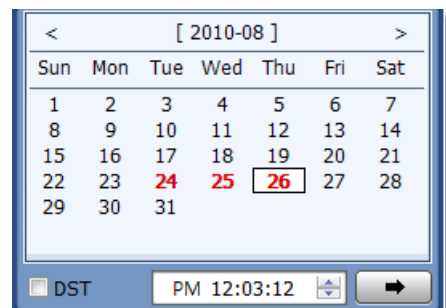 < [ 2010-08 ] >
Sun Mon Tue Wed Thu Fri Sat
1 2 3 4 5 6 7
8 9 10 11 12 13 14
15 16 17 18 19 20 21
22 23 24 25 26 27 28
29 30 31
DST PM 12:03:12